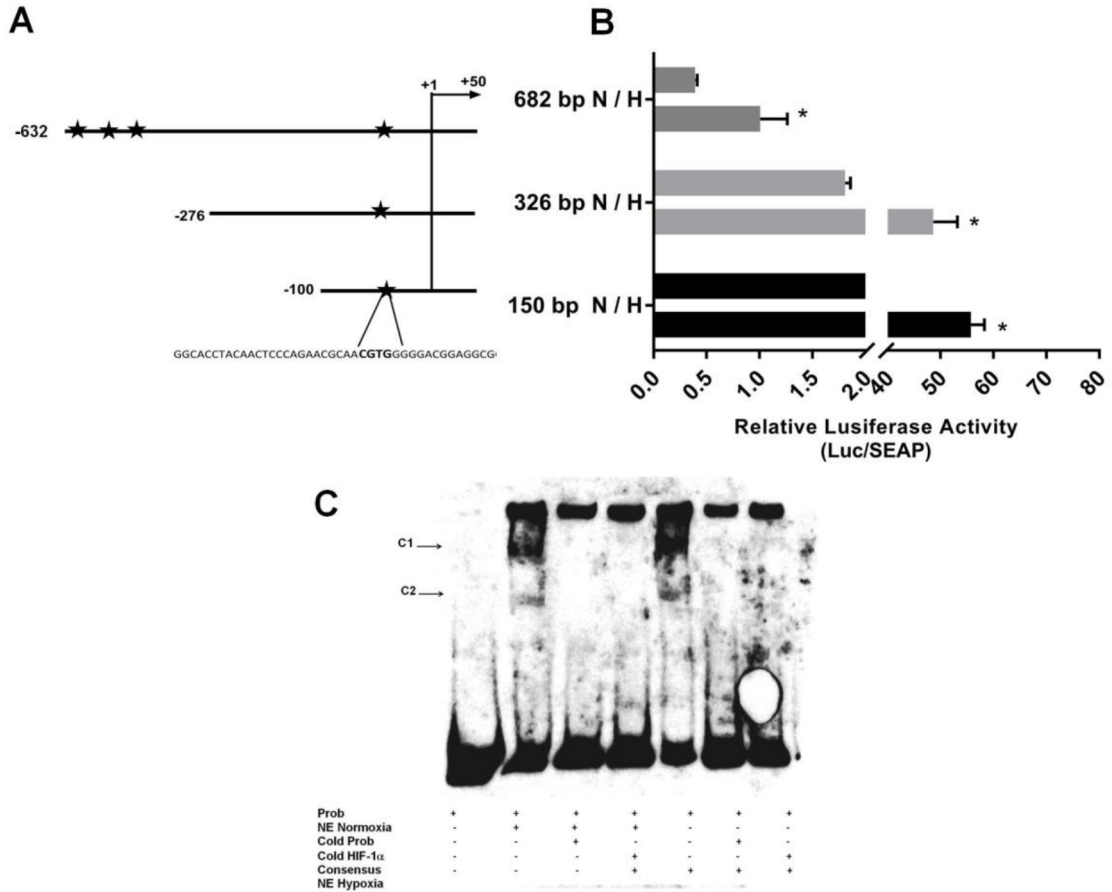 A
+1
+50
-632
-276
-100
GGCACCTACAACTCCCAGAACGCAACGTGGGGGACGGAGGCG
B
682 bp N / H
*
326 bp N / H
*
150 bp N / H
*
0.0 0.5 1.0 1.5 2.0 40 50 60 70 80
Relative Lusiferase Activity
(Luc/SEAP)
C
C1
C2
Prob + + + + + + +
NE Normoxia - + + + - - -
Cold Prob - - + - - + -
Cold HIF-1α - - - + - - +
Consensus - - - + + + +
NE Hypoxia